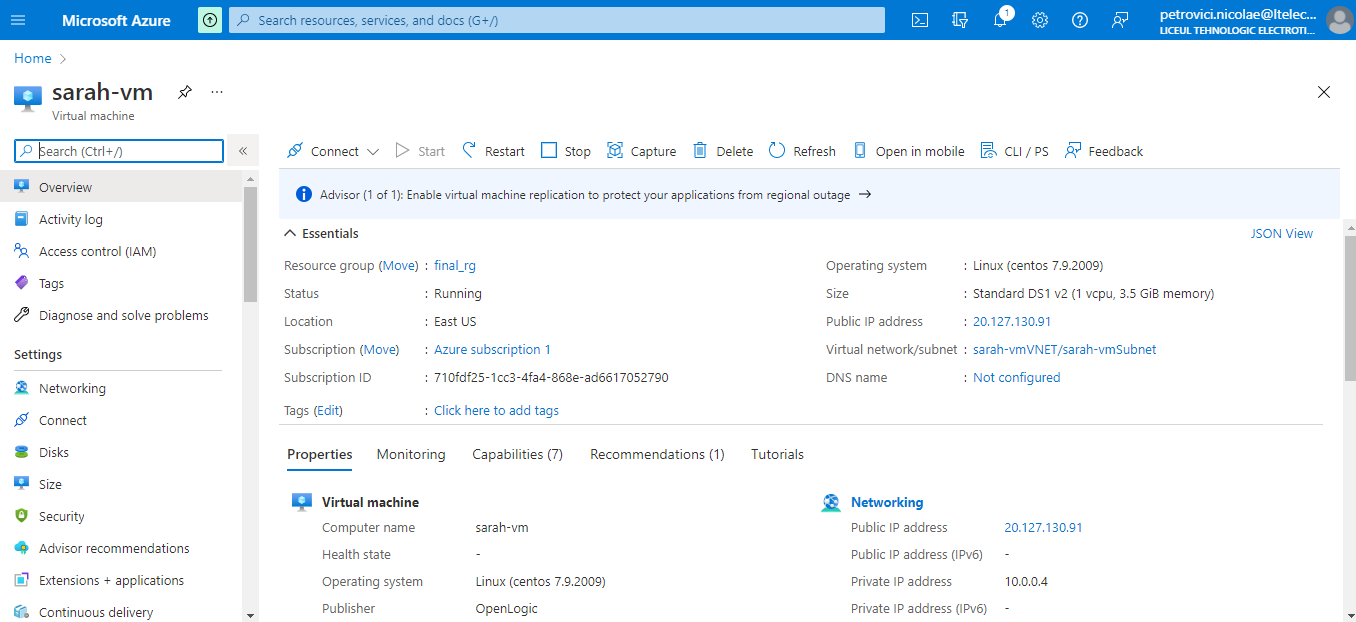 Microsoft Azure
Search resources, services, and docs (G+/)
1
petrovici.nicolae@ltelec...
LICEUL TEHNOLOGIC ELECTROTI...
Home
sarah-vm
Virtual machine
Search (Ctrl+/)
«
Overview
Activity log
Access control (IAM)
Tags
Diagnose and solve problems
Settings
Networking
Connect
Disks
Size
Security
Advisor recommendations
Extensions + applications
Continuous delivery
Connect Start Restart Stop Capture Delete Refresh Open in mobile CLI / PS Feedback
Advisor (1 of 1): Enable virtual machine replication to protect your applications from regional outage →
Essentials JSON View
Resource group (Move) : final_rg
Status : Running
Location : East US
Subscription (Move) : Azure subscription 1
Subscription ID : 710fdf25-1cc3-4fa4-868e-ad6617052790
Tags (Edit) : Click here to add tags
Operating system : Linux (centos 7.9.2009)
Size : Standard DS1 v2 (1 vcpu, 3.5 GiB memory)
Public IP address : 20.127.130.91
Virtual network/subnet : sarah-vmVNET/sarah-vmSubnet
DNS name : Not configured
Properties Monitoring Capabilities (7) Recommendations (1) Tutorials
Virtual machine
Computer name sarah-vm
Health state -
Operating system Linux (centos 7.9.2009)
Publisher OpenLogic
Networking
Public IP address 20.127.130.91
Public IP address (IPv6) -
Private IP address 10.0.0.4
Private IP address (IPv6) -